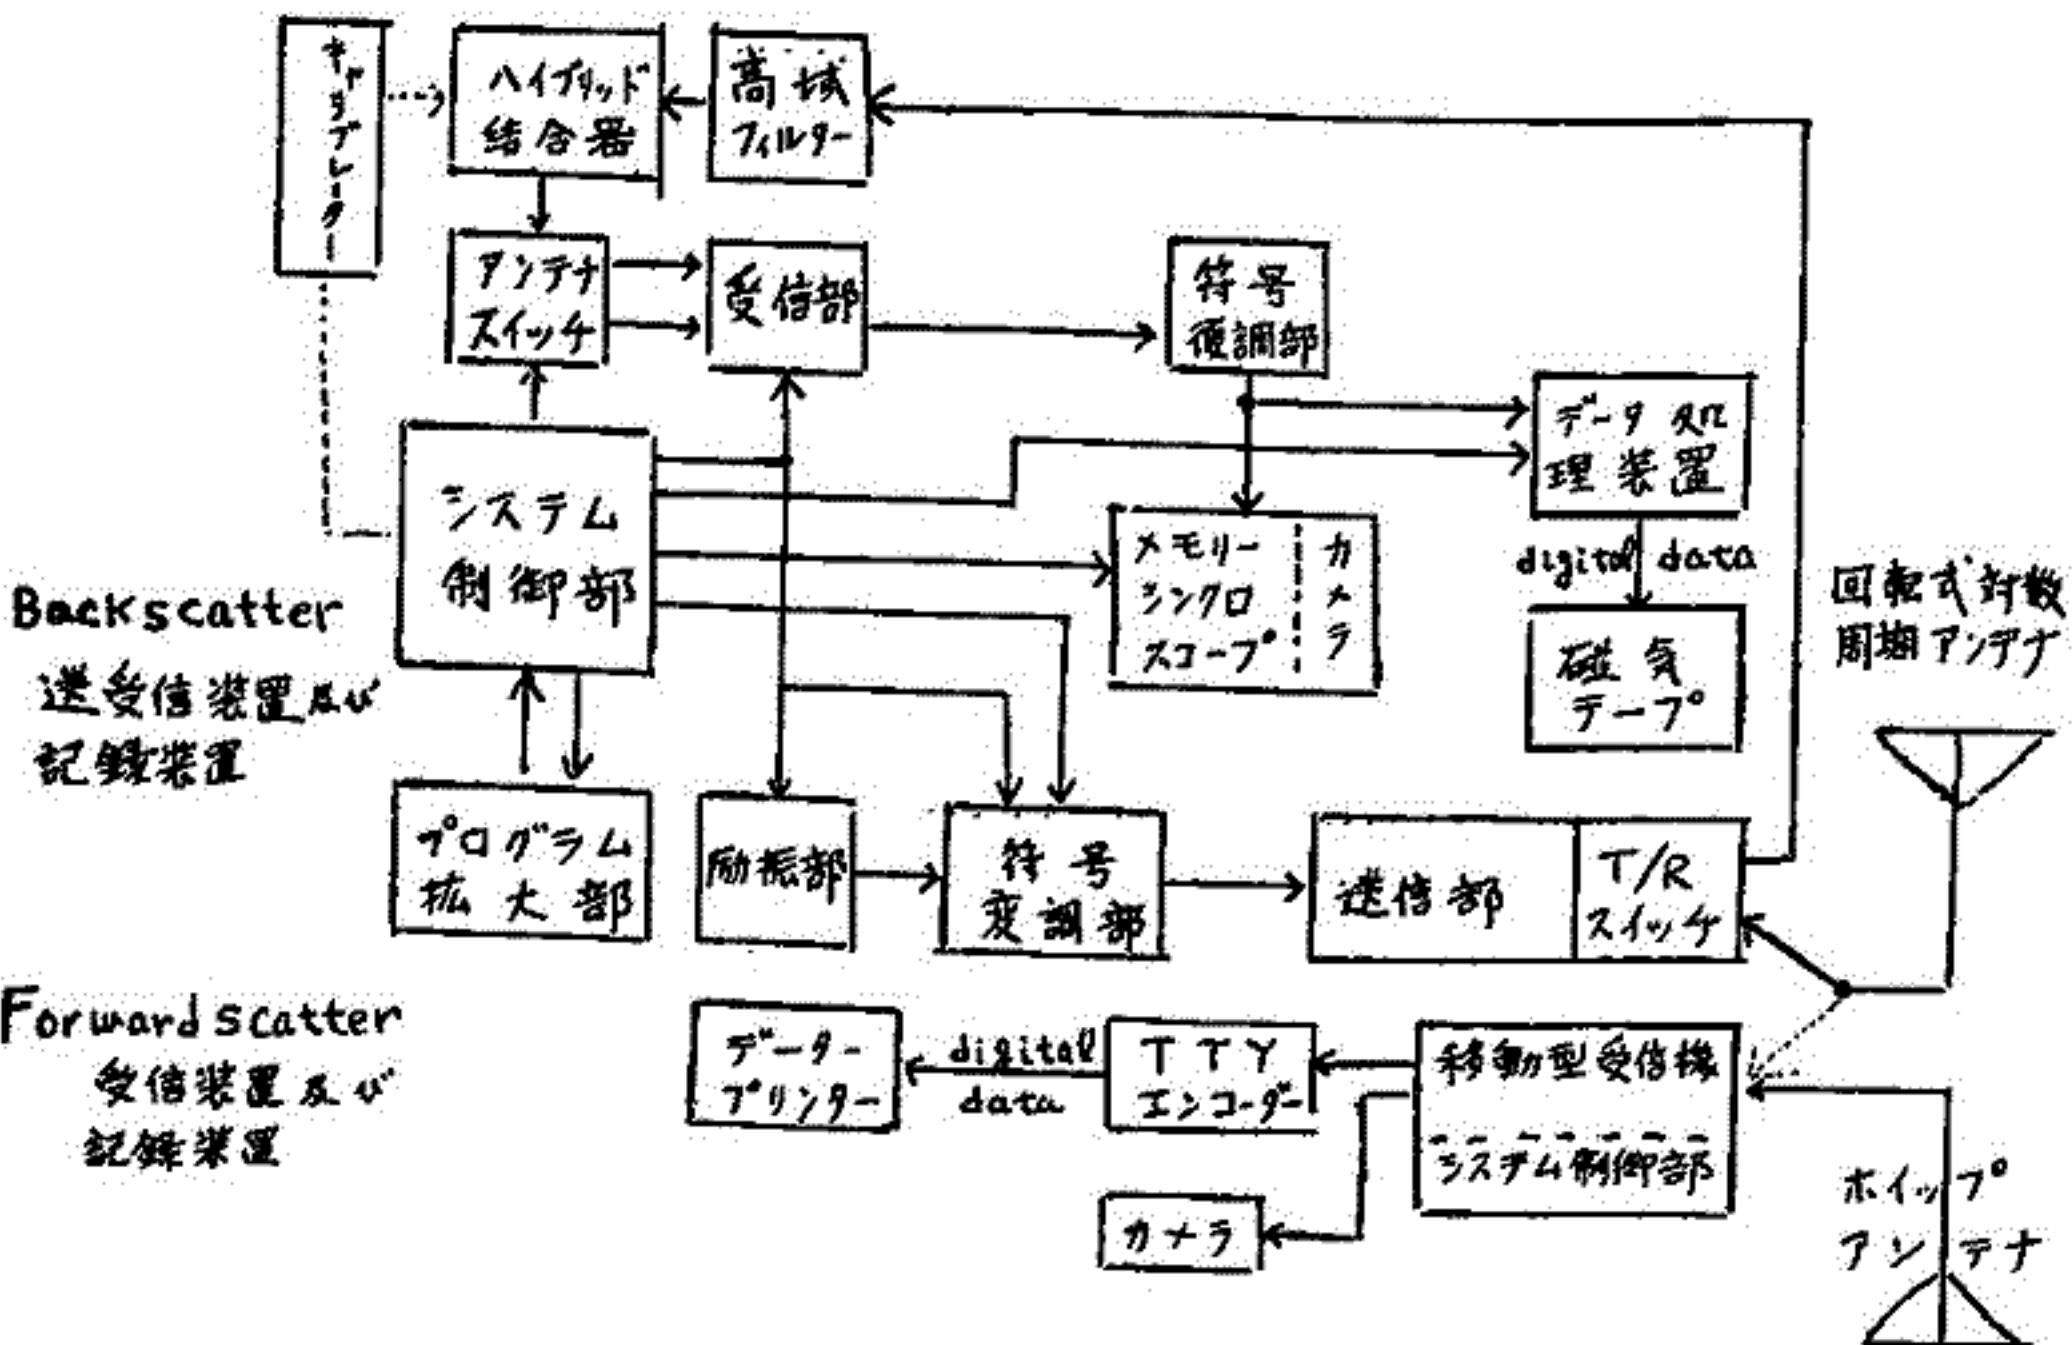 キャリブレーター
ハイブリッド
結合器
高域
フィルター
アンテナ
スイッチ
受信部
符号
復調部
データ処
理装置
システム
制御部
メモリー
シンクロ
スコープ
カメラ
digital data
磁気
テープ
回転式対数
周期アンテナ
Backscatter
送受信装置及び
記録装置
プログラム
拡大部
励振部
符号
変調部
送信部
T/R
スイッチ
Forward scatter
受信装置及び
記録装置
データー
プリンター
digital
data
TTY
エンコーダー
移動型受信機
システム制御部
カメラ
ホイップ
アンテナ